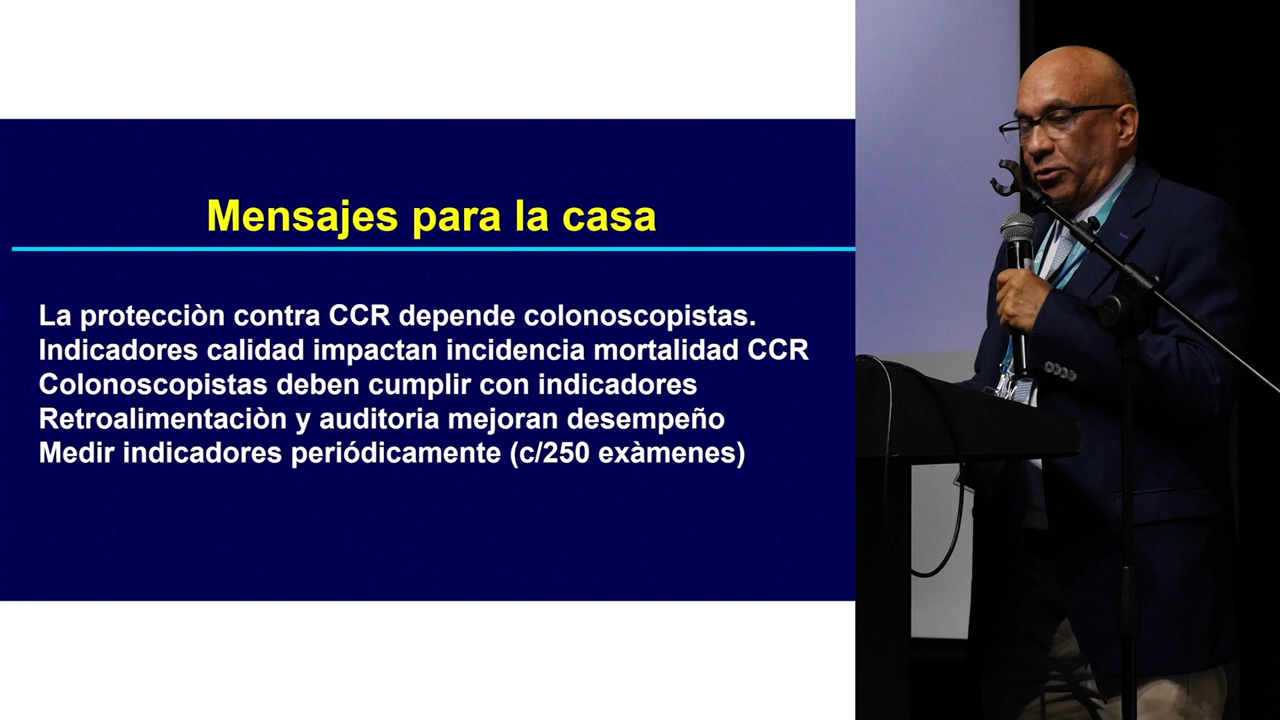 Mensajes para la casa
La protecciòn contra CCR depende colonoscopistas.
Indicadores calidad impactan incidencia mortalidad CCR
Colonoscopistas deben cumplir con indicadores
Retroalimentaciòn y auditoria mejoran desempeño
Medir indicadores periódicamente (c/250 exàmenes)